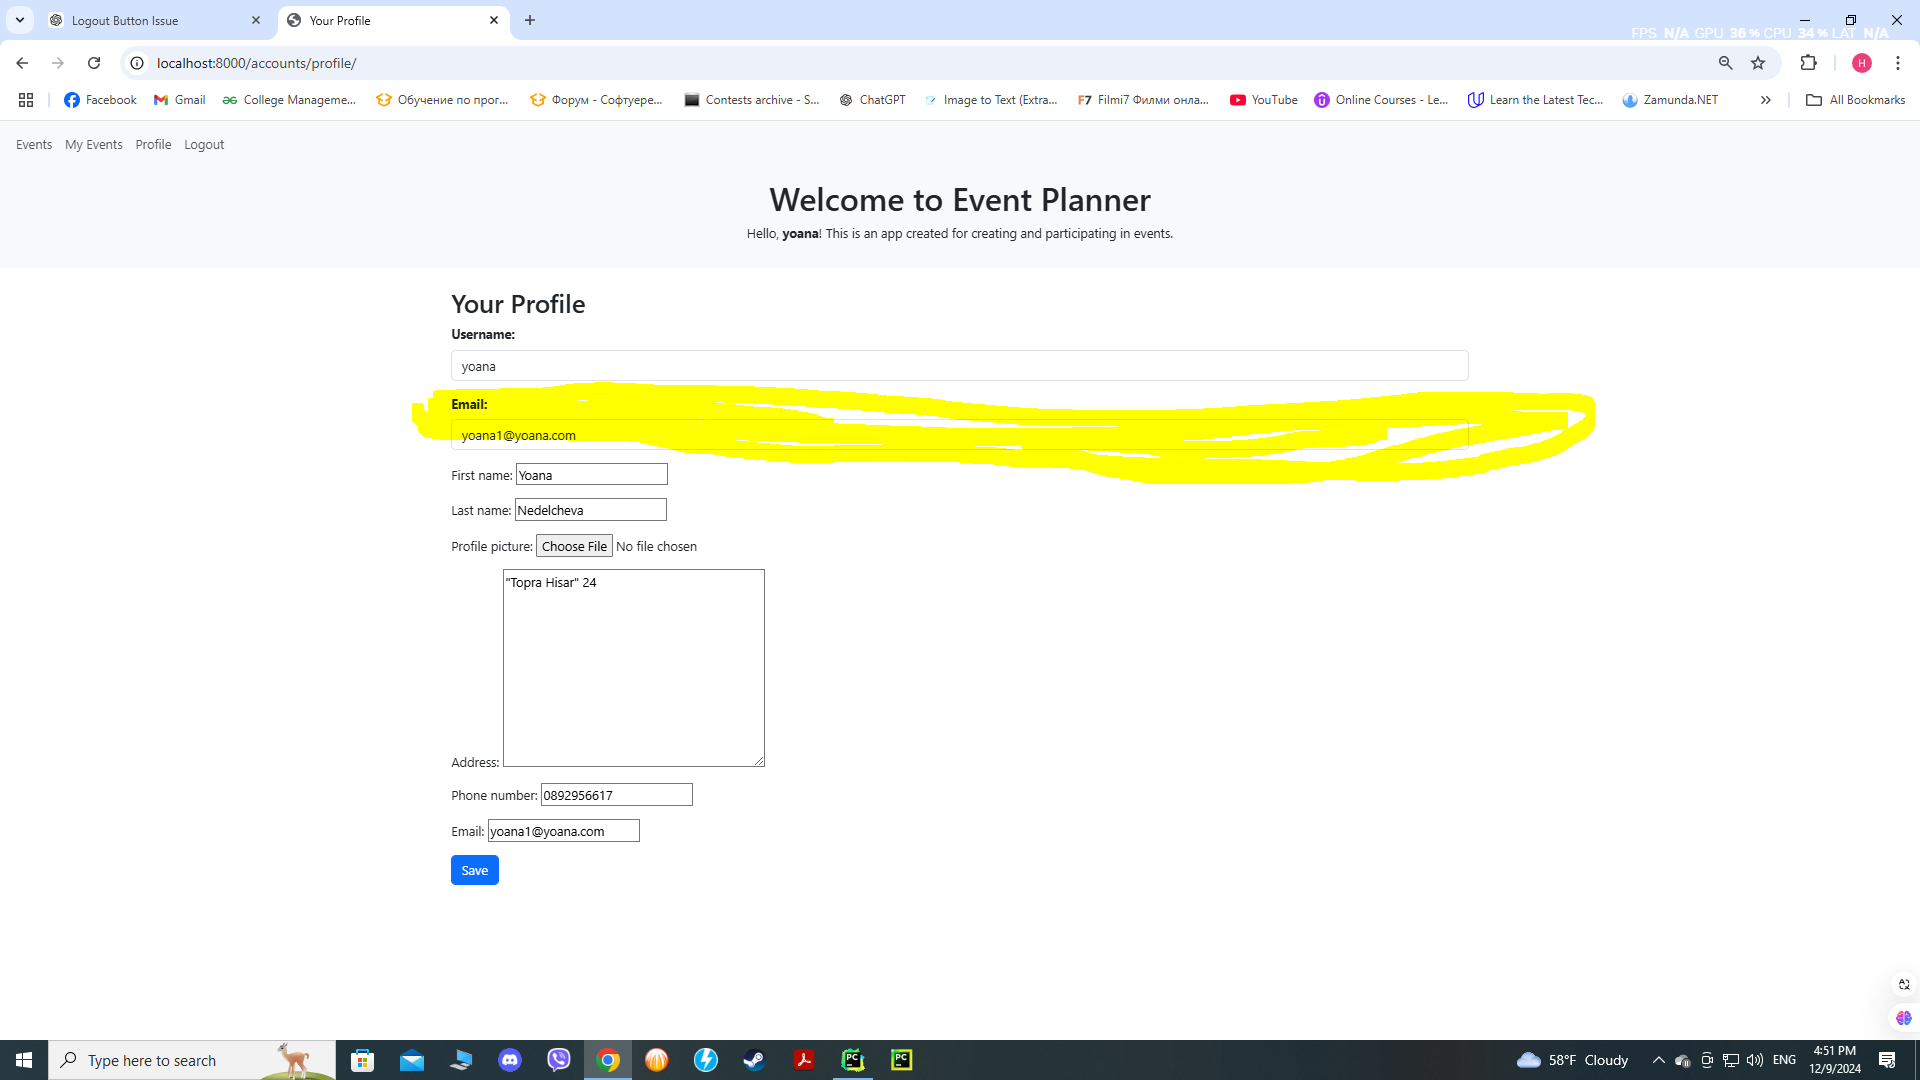 Logout Button Issue
Your Profile
FPS N/A GPU 36 % CPU 34 % LAT N/A
localhost:8000/accounts/profile/
H
Facebook
Gmail
College Manageme...
Обучение по прог...
Форум - Софтуере...
Contests archive - S...
ChatGPT
Image to Text (Extra...
F7 Filmi7 Филми онла...
YouTube
Online Courses - Le...
Learn the Latest Tec...
Zamunda.NET
All Bookmarks
Events My Events Profile Logout
Welcome to Event Planner
Hello, yoana! This is an app created for creating and participating in events.
Your Profile
Username:
yoana
Email:
yoana1@yoana.com
First name: Yoana
Last name: Nedelcheva
Profile picture: Choose File No file chosen
"Topra Hisar" 24
Address:
Phone number: 0892956617
Email: yoana1@yoana.com
Save
Type here to search
PC
PC
58°F Cloudy
ENG
4:51 PM
12/9/2024